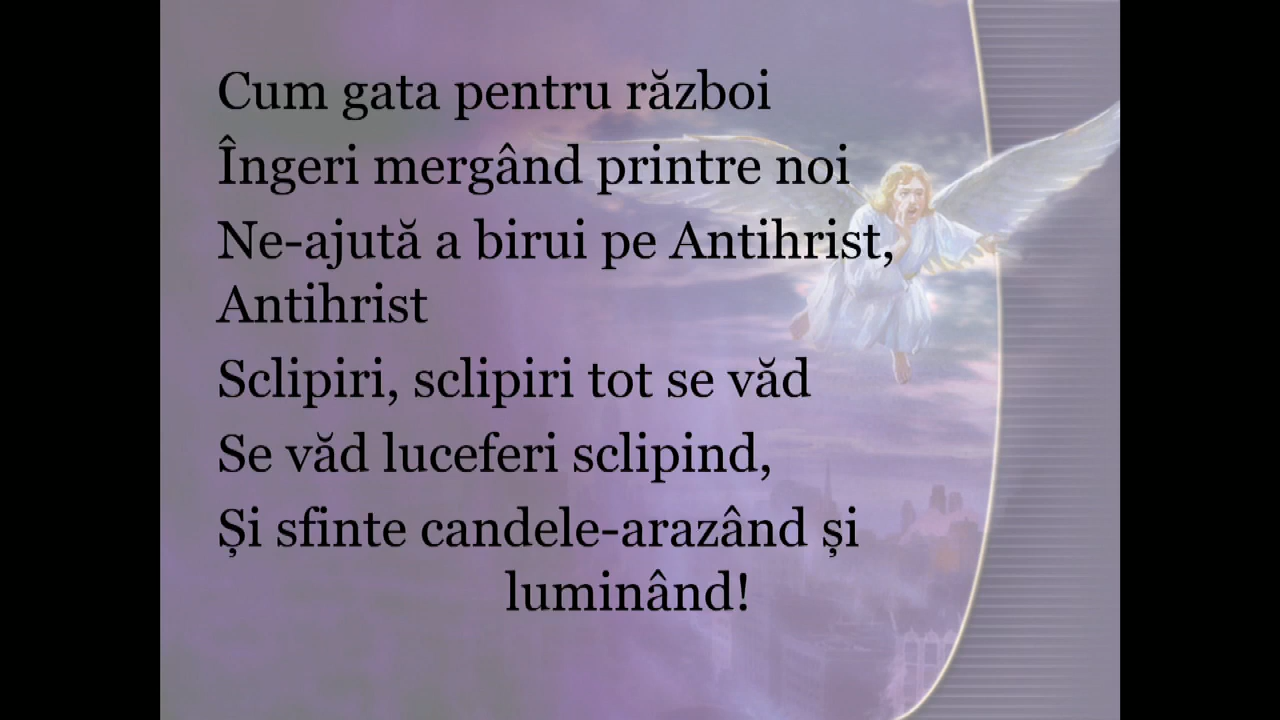 Cum gata pentru război
Îngeri mergând printre noi
Ne-ajută a birui pe Antihrist,
Antihrist
Sclipiri, sclipiri tot se văd
Se văd luceferi sclipind,
Și sfinte candele-arazând și
luminând!